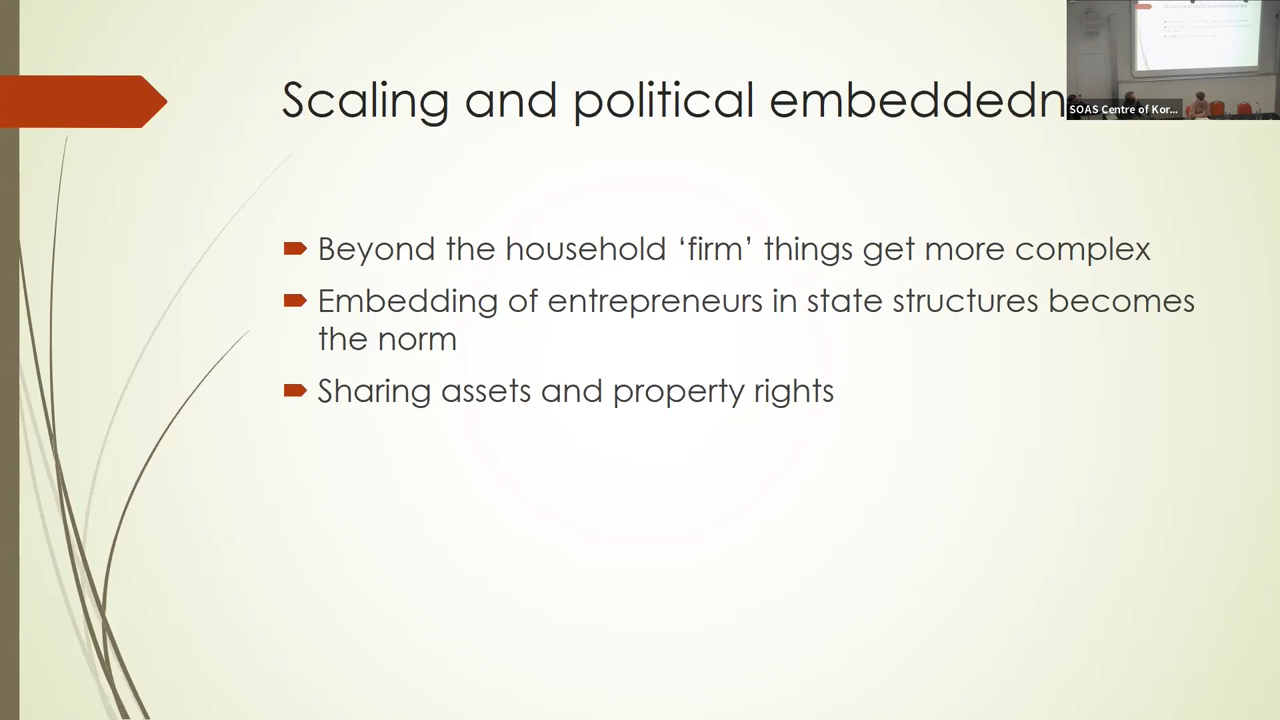 Scaling and political embeddedn
SOAS Centre of Kor...
Beyond the household ‘firm’ things get more complex
Embedding of entrepreneurs in state structures becomes
the norm
Sharing assets and property rights